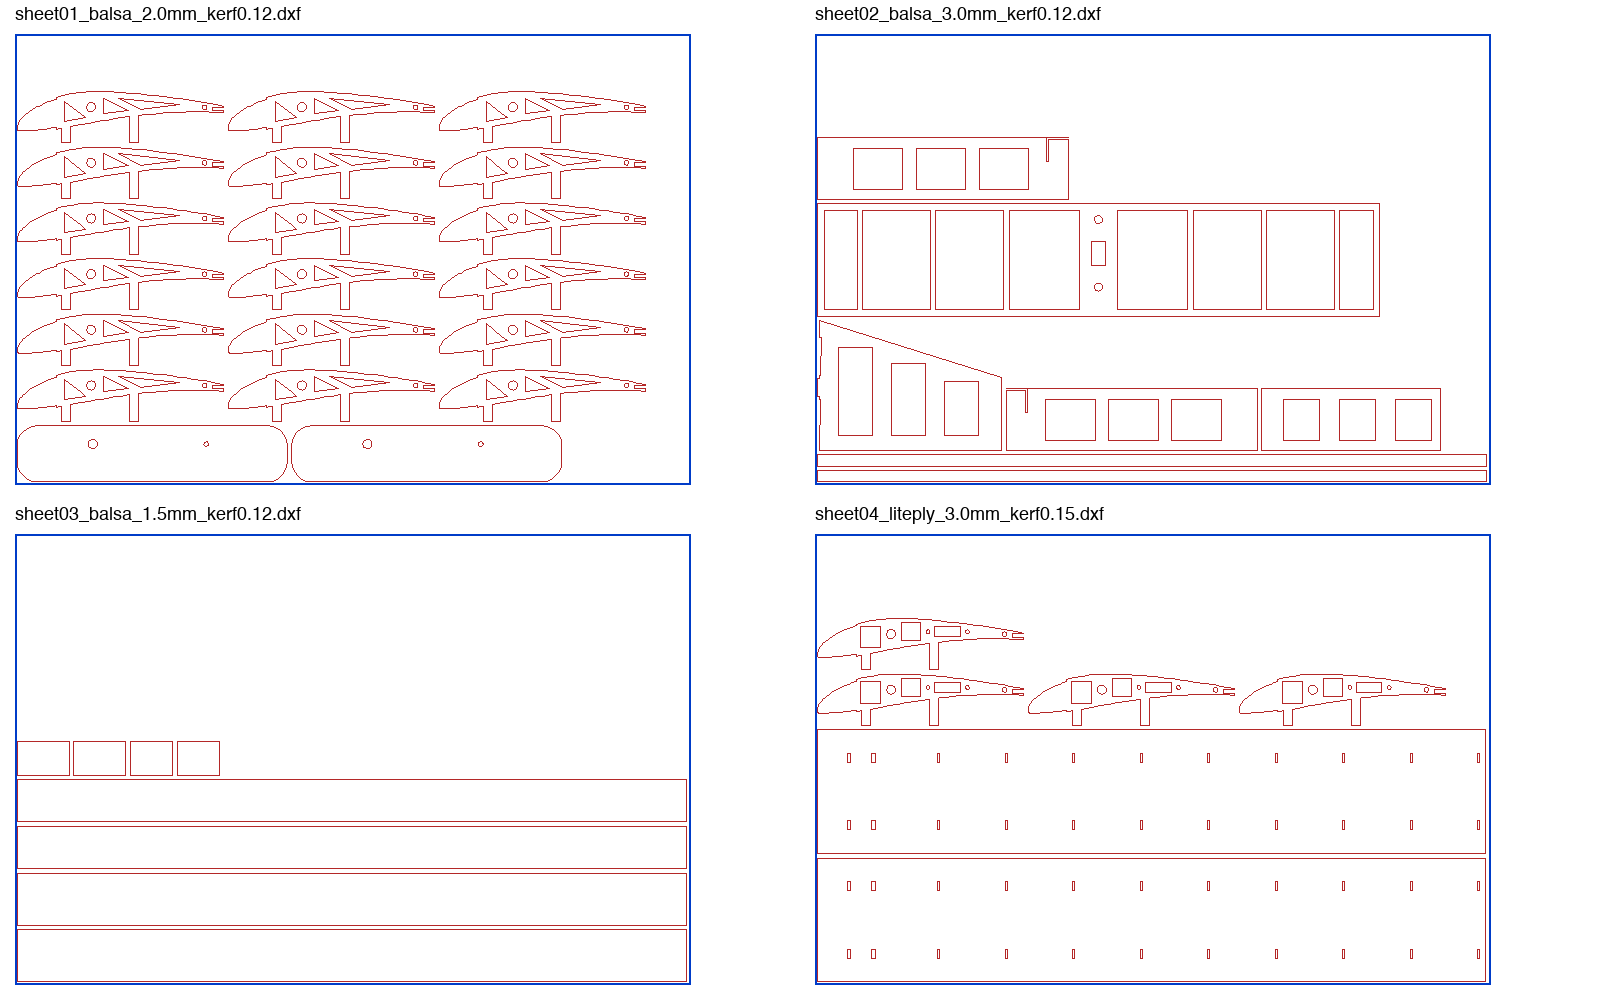 sheet01_balsa_2.0mm_kerf0.12.dxf
sheet02_balsa_3.0mm_kerf0.12.dxf
sheet03_balsa_1.5mm_kerf0.12.dxf
sheet04_liteply_3.0mm_kerf0.15.dxf